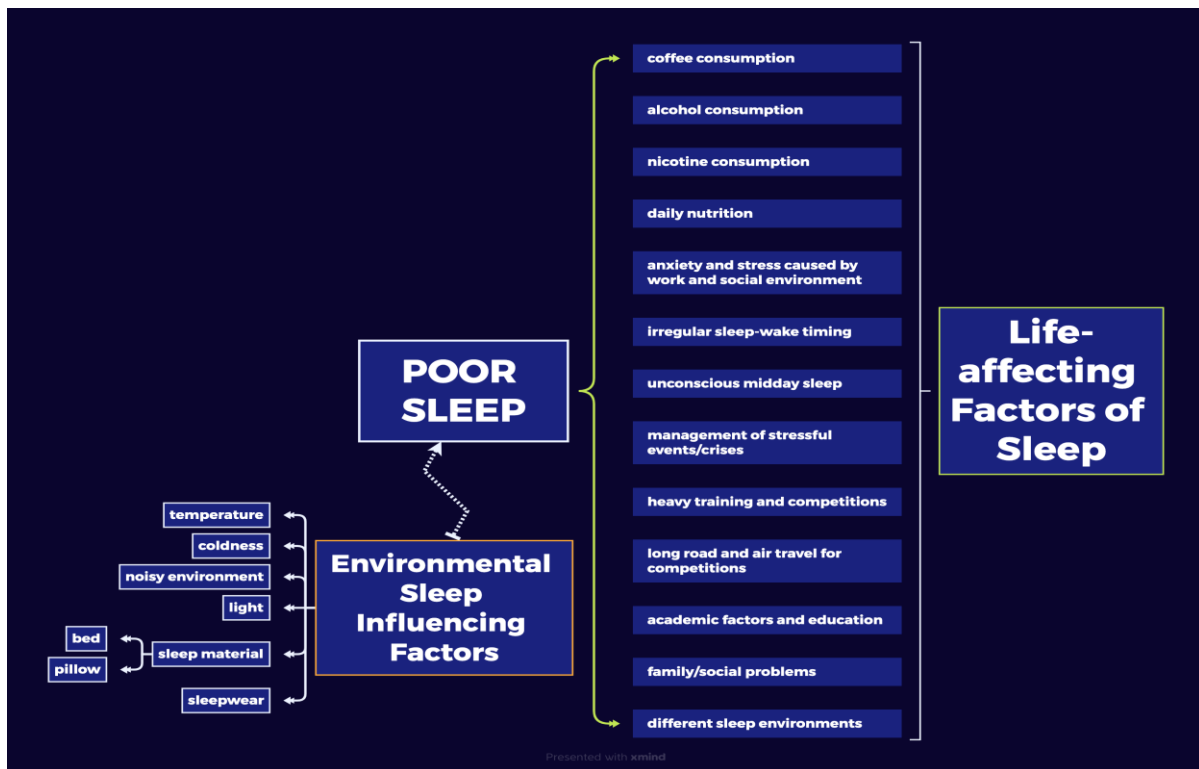 POOR
SLEEP
Environmental
Sleep
Influencing
Factors
temperature
coldness
noisy environment
light
sleep material
bed
pillow
sleepwear
coffee consumption
alcohol consumption
nicotine consumption
daily nutrition
anxiety and stress caused by
work and social environment
irregular sleep-wake timing
unconscious midday sleep
management of stressful
events/crises
heavy training and competitions
long road and air travel for
competitions
academic factors and education
family/social problems
different sleep environments
Life-
affecting
Factors of
Sleep
Presented with xmind